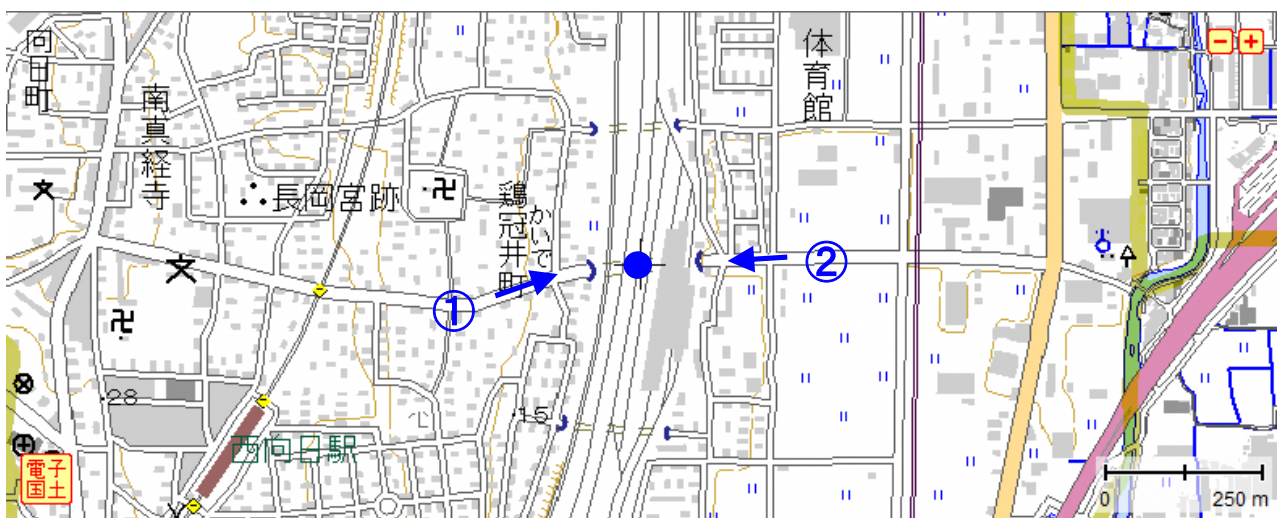 向日町
南真経寺
長岡宮跡
鶏冠井町
かいで
体育館
①
②
28
15
西向日駅
電子
国土
0
250 m